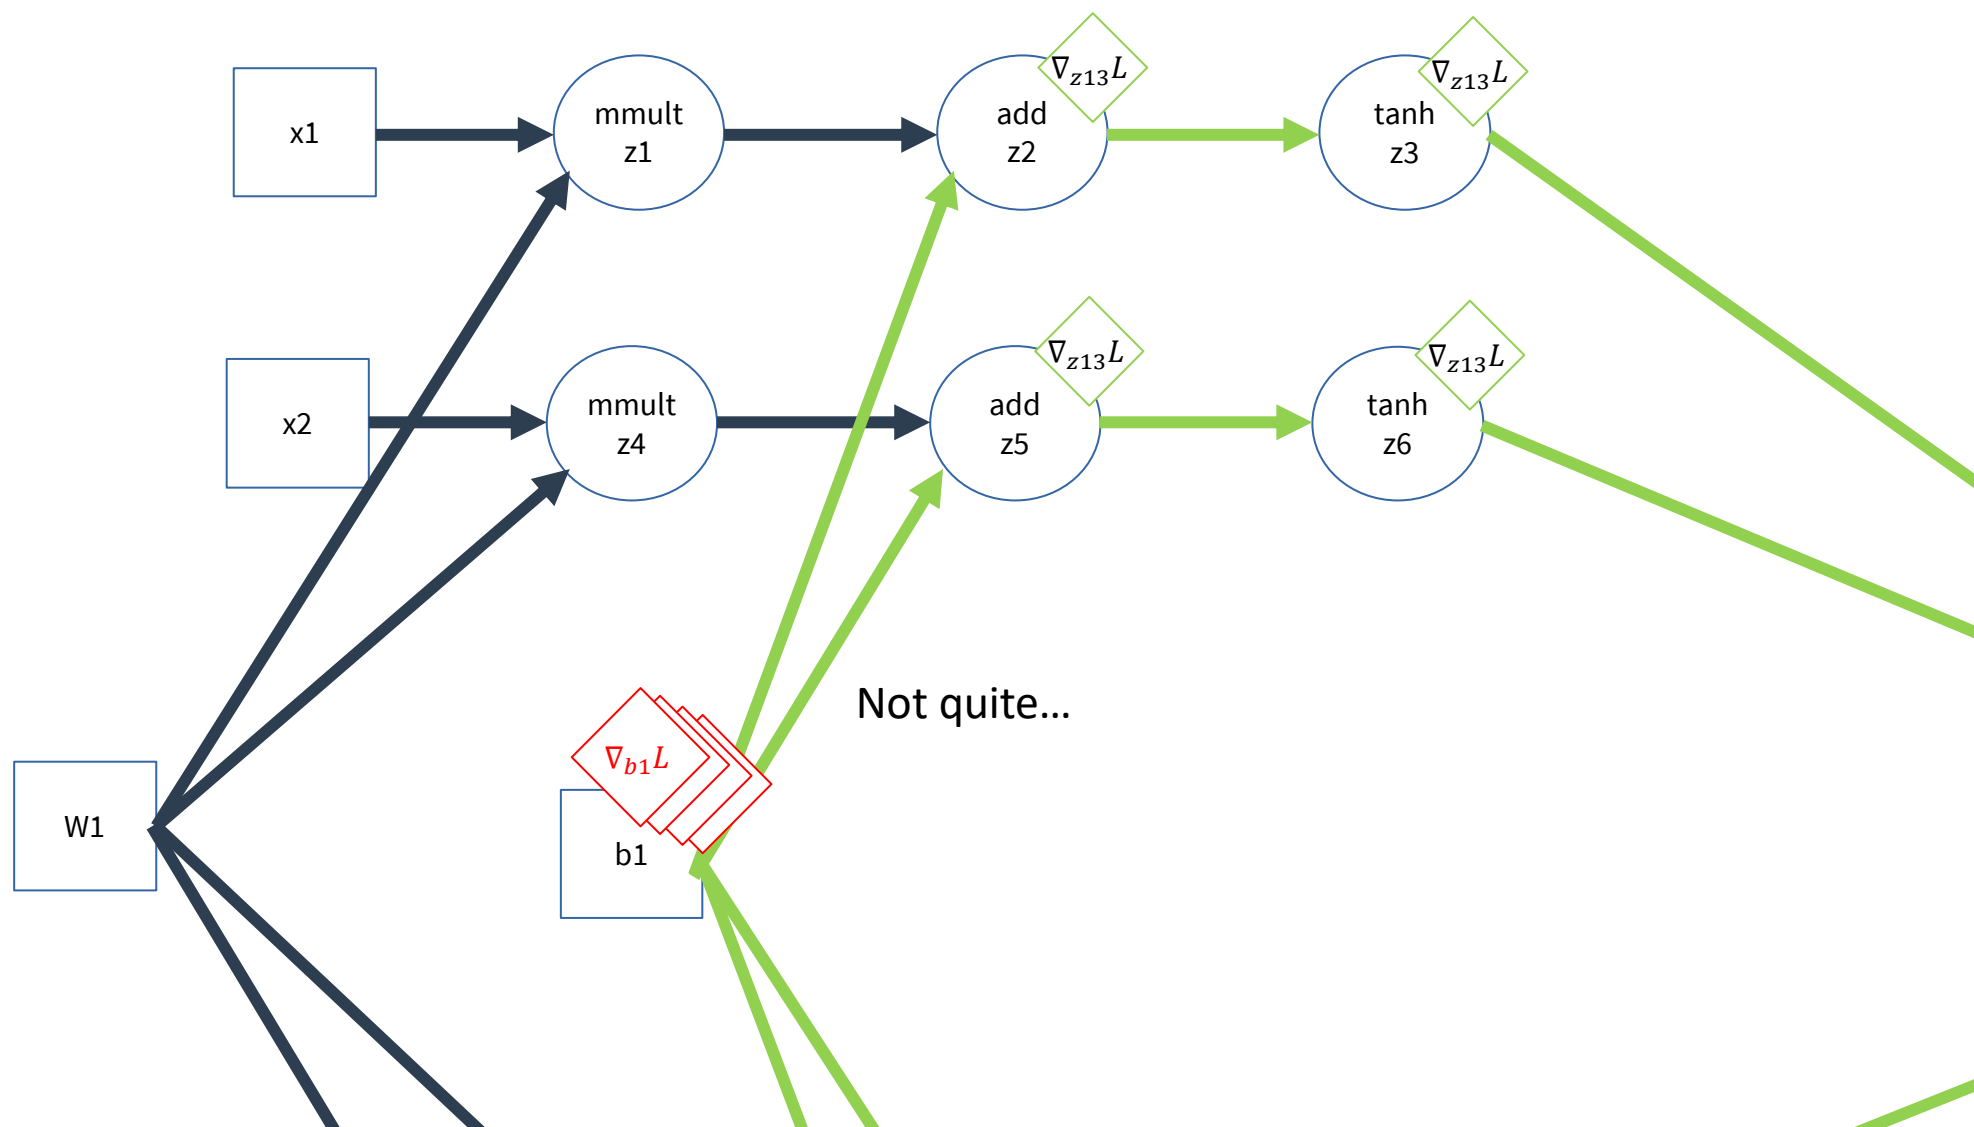 x1
mmult
z1
add
z2
∇z13L
tanh
z3
∇z13L
x2
mmult
z4
add
z5
∇z13L
tanh
z6
∇z13L
Not quite...
∇b1L
W1
b1